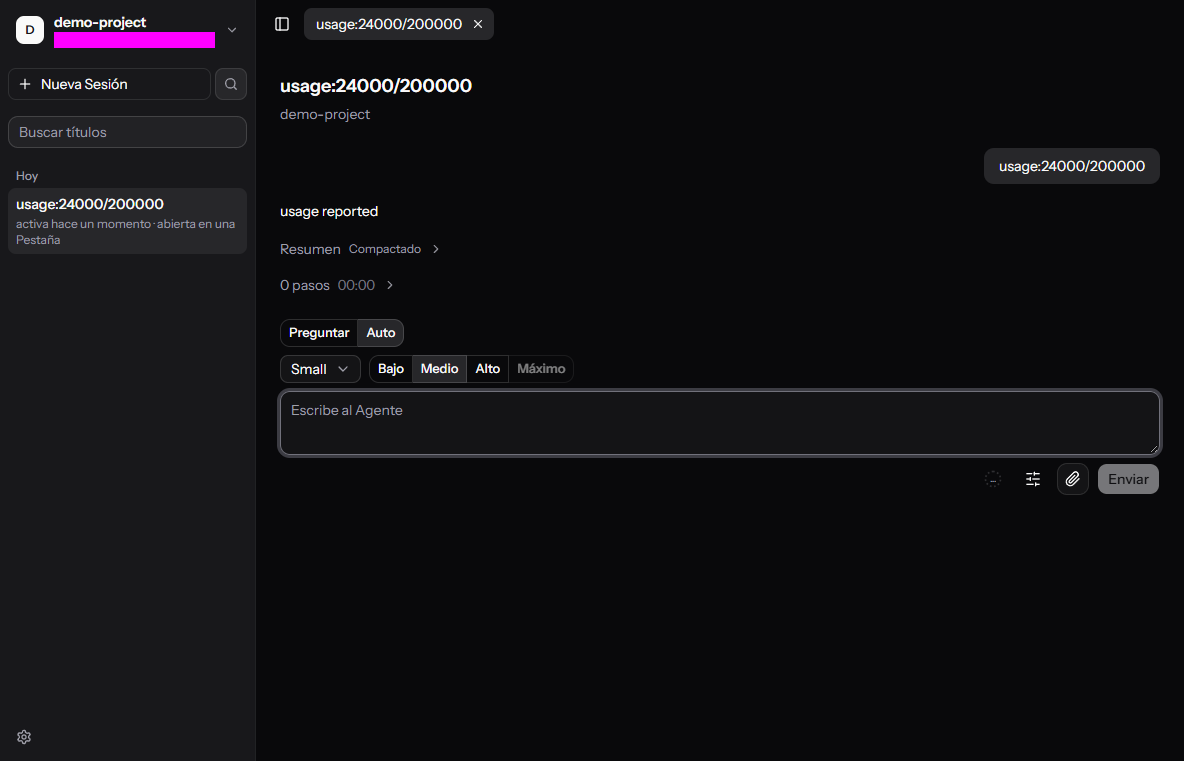 D
demo-project
Nueva Sesión
Buscar títulos
Hoy
usage:24000/200000
activa hace un momento · abierta en una
Pestaña
usage:24000/200000
usage:24000/200000
demo-project
usage:24000/200000
usage reported
Resumen Compactado
0 pasos 00:00
Preguntar Auto
Small Bajo Medio Alto Máximo
Escribe al Agente
... Enviar